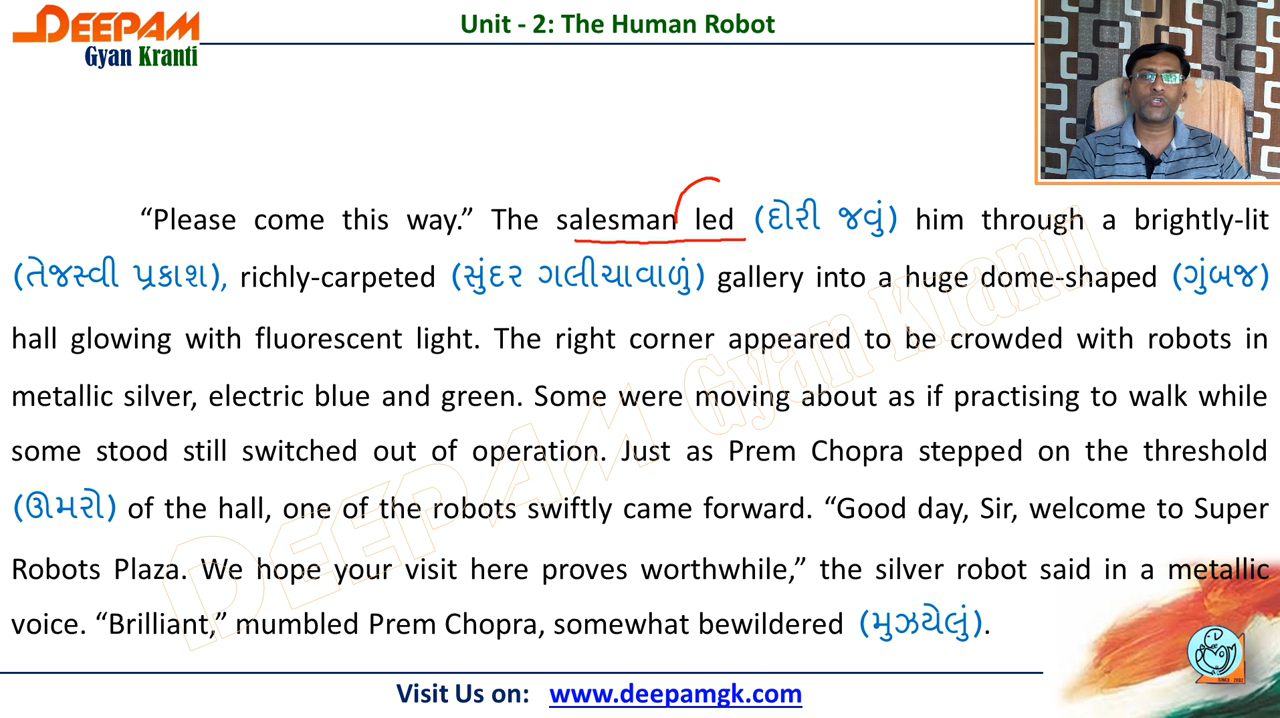 DEEPAM
Gyan Kranti
Unit - 2: The Human Robot
“Please come this way.” The salesman led (દોરી જવું) him through a brightly-lit
(તેજસ્વી પ્રકાશ), richly-carpeted (સુંદર ગલીચાવાળું) gallery into a huge dome-shaped (ગુંબજ)
hall glowing with fluorescent light. The right corner appeared to be crowded with robots in
metallic silver, electric blue and green. Some were moving about as if practising to walk while
some stood still switched out of operation. Just as Prem Chopra stepped on the threshold
(ઊમરો) of the hall, one of the robots swiftly came forward. “Good day, Sir, welcome to Super
Robots Plaza. We hope your visit here proves worthwhile,” the silver robot said in a metallic
voice. “Brilliant,” mumbled Prem Chopra, somewhat bewildered (મુઝયેલું).
DEEPAM Gyan Kranti
Visit Us on: www.deepamgk.com